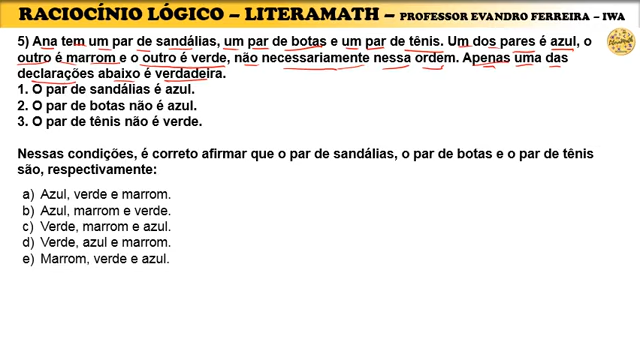 RACIOCÍNIO LÓGICO – LITERAMATH – PROFESSOR EVANDRO FERREIRA – IWA
5) Ana tem um par de sandálias, um par de botas e um par de tênis. Um dos pares é azul, o
outro é marrom e o outro é verde, não necessariamente nessa ordem. Apenas uma das
declarações abaixo é verdadeira.
1. O par de sandálias é azul.
2. O par de botas não é azul.
3. O par de tênis não é verde.
Nessas condições, é correto afirmar que o par de sandálias, o par de botas e o par de tênis
são, respectivamente:
a) Azul, verde e marrom.
b) Azul, marrom e verde.
c) Verde, marrom e azul.
d) Verde, azul e marrom.
e) Marrom, verde e azul.